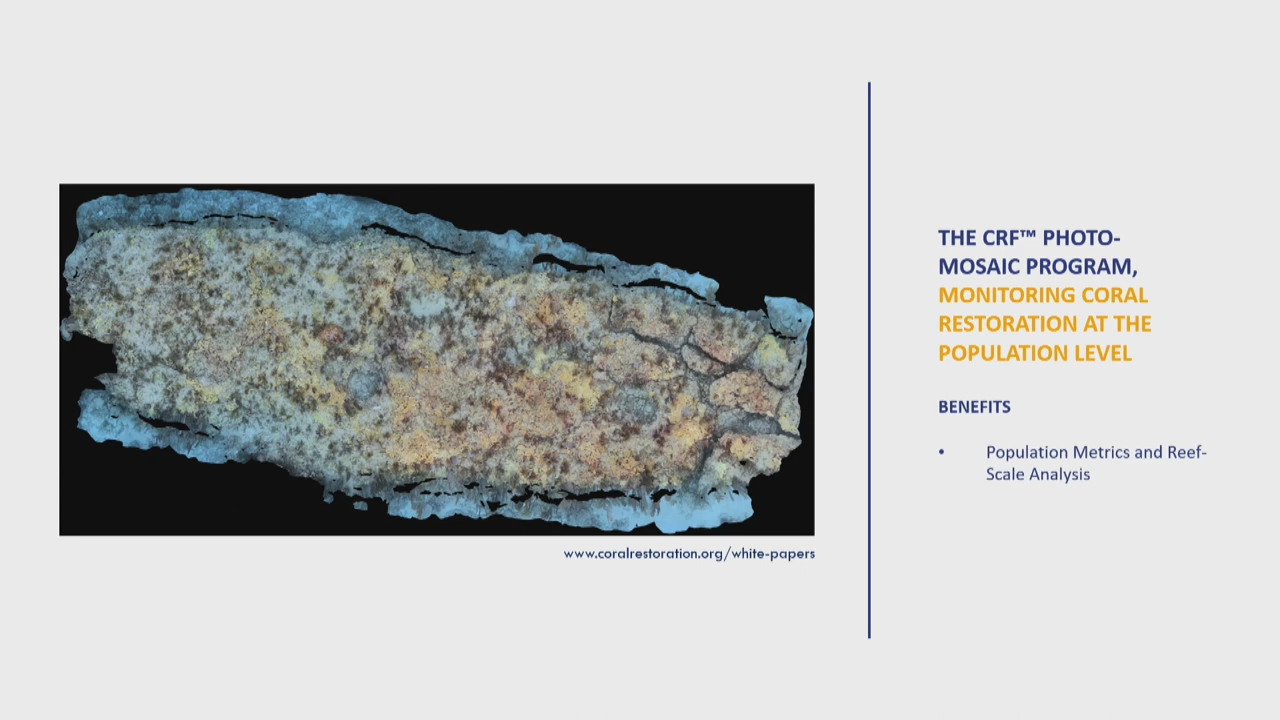 www.coralrestoration.org/white-papers
THE CRF™ PHOTO-
MOSAIC PROGRAM,
MONITORING CORAL
RESTORATION AT THE
POPULATION LEVEL
BENEFITS
• Population Metrics and Reef-
Scale Analysis